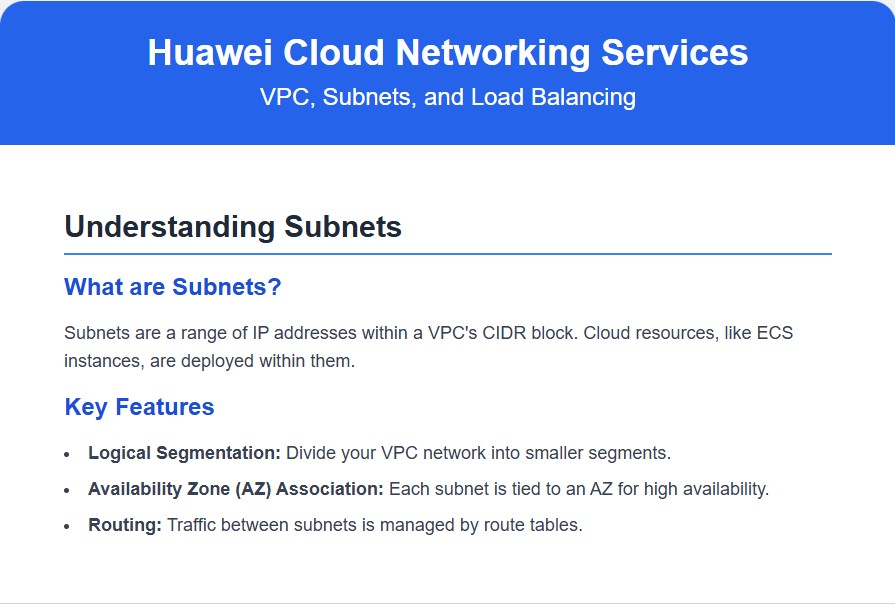 Huawei Cloud Networking Services
VPC, Subnets, and Load Balancing
Understanding Subnets
What are Subnets?
Subnets are a range of IP addresses within a VPC's CIDR block. Cloud resources, like ECS
instances, are deployed within them.
Key Features
• Logical Segmentation: Divide your VPC network into smaller segments.
• Availability Zone (AZ) Association: Each subnet is tied to an AZ for high availability.
• Routing: Traffic between subnets is managed by route tables.